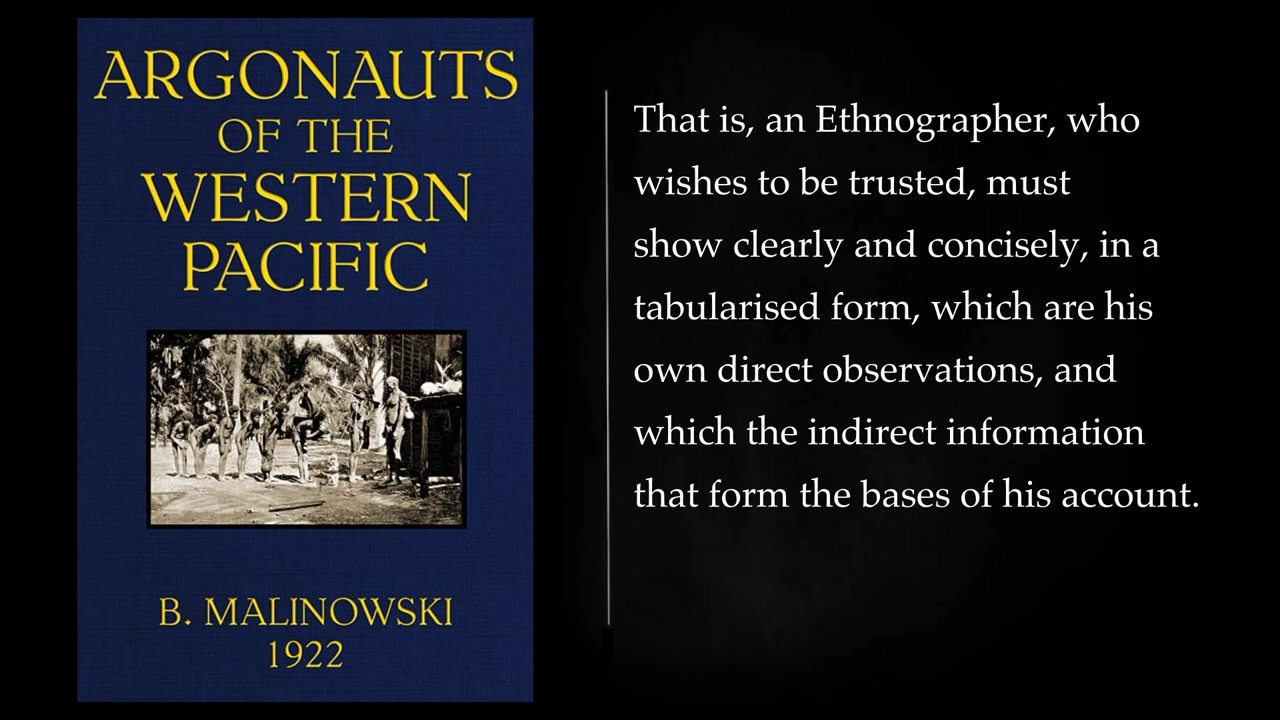 ARGONAUTS
OF THE
WESTERN
PACIFIC
B. MALINOWSKI
1922
That is, an Ethnographer, who
wishes to be trusted, must
show clearly and concisely, in a
tabularised form, which are his
own direct observations, and
which the indirect information
that form the bases of his account.